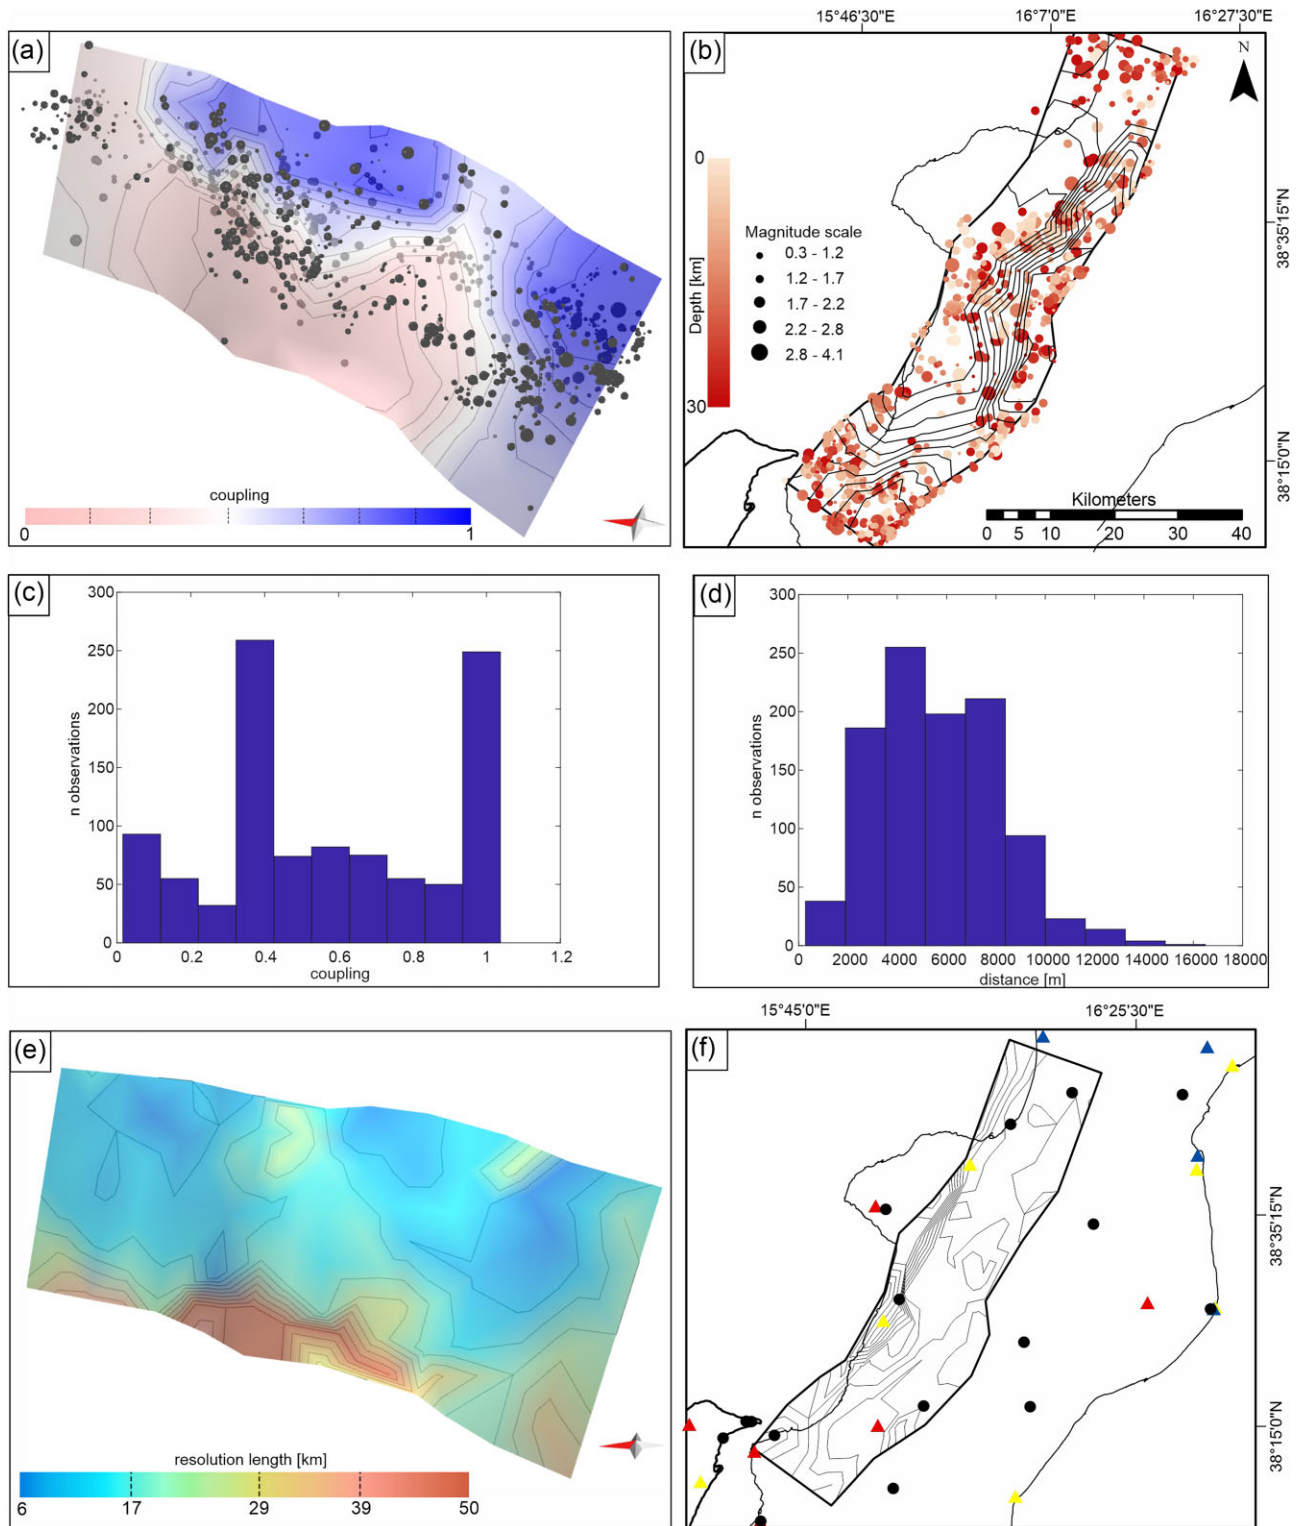 (a)
coupling
0
1
15°46'30"E
16°7'0"E
16°27'30"E
(b)
N
0
Depth [km]
30
Magnitude scale
0.3 - 1.2
1.2 - 1.7
1.7 - 2.2
2.2 - 2.8
2.8 - 4.1
38°35'15"N
38°15'0"N
Kilometers
0 5 10 20 30 40
(c)
300
250
200
150
100
50
0
n observations
0 0.2 0.4 0.6 0.8 1 1.2
coupling
(d)
300
250
200
150
100
50
0
n observations
0 2000 4000 6000 8000 10000 12000 14000 16000 18000
distance [m]
(e)
resolution length [km]
6 17 29 39 50
15°45'0"E
16°25'30"E
(f)
38°35'15"N
38°15'0"N